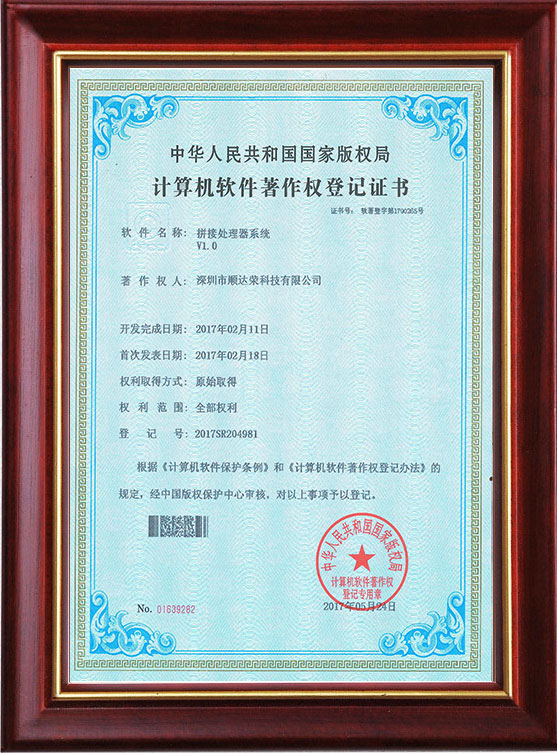 中华人民共和国国家版权局
计算机软件著作权登记证书
证书号： 软著登字第1790265号
软件名称： 拼接处理器系统
V1.0
著作权人： 深圳市顺达荣科技有限公司
开发完成日期： 2017年02月11日
首次发表日期： 2017年02月18日
权利取得方式： 原始取得
权利范围： 全部权利
登记号： 2017SR204981
根据《计算机软件保护条例》和《计算机软件著作权登记办法》的
规定，经中国版权保护中心审核，对以上事项予以登记。
中华人民共和国国家版权局
计算机软件著作权
登记专用章
No. 01639282
2017年05月24日